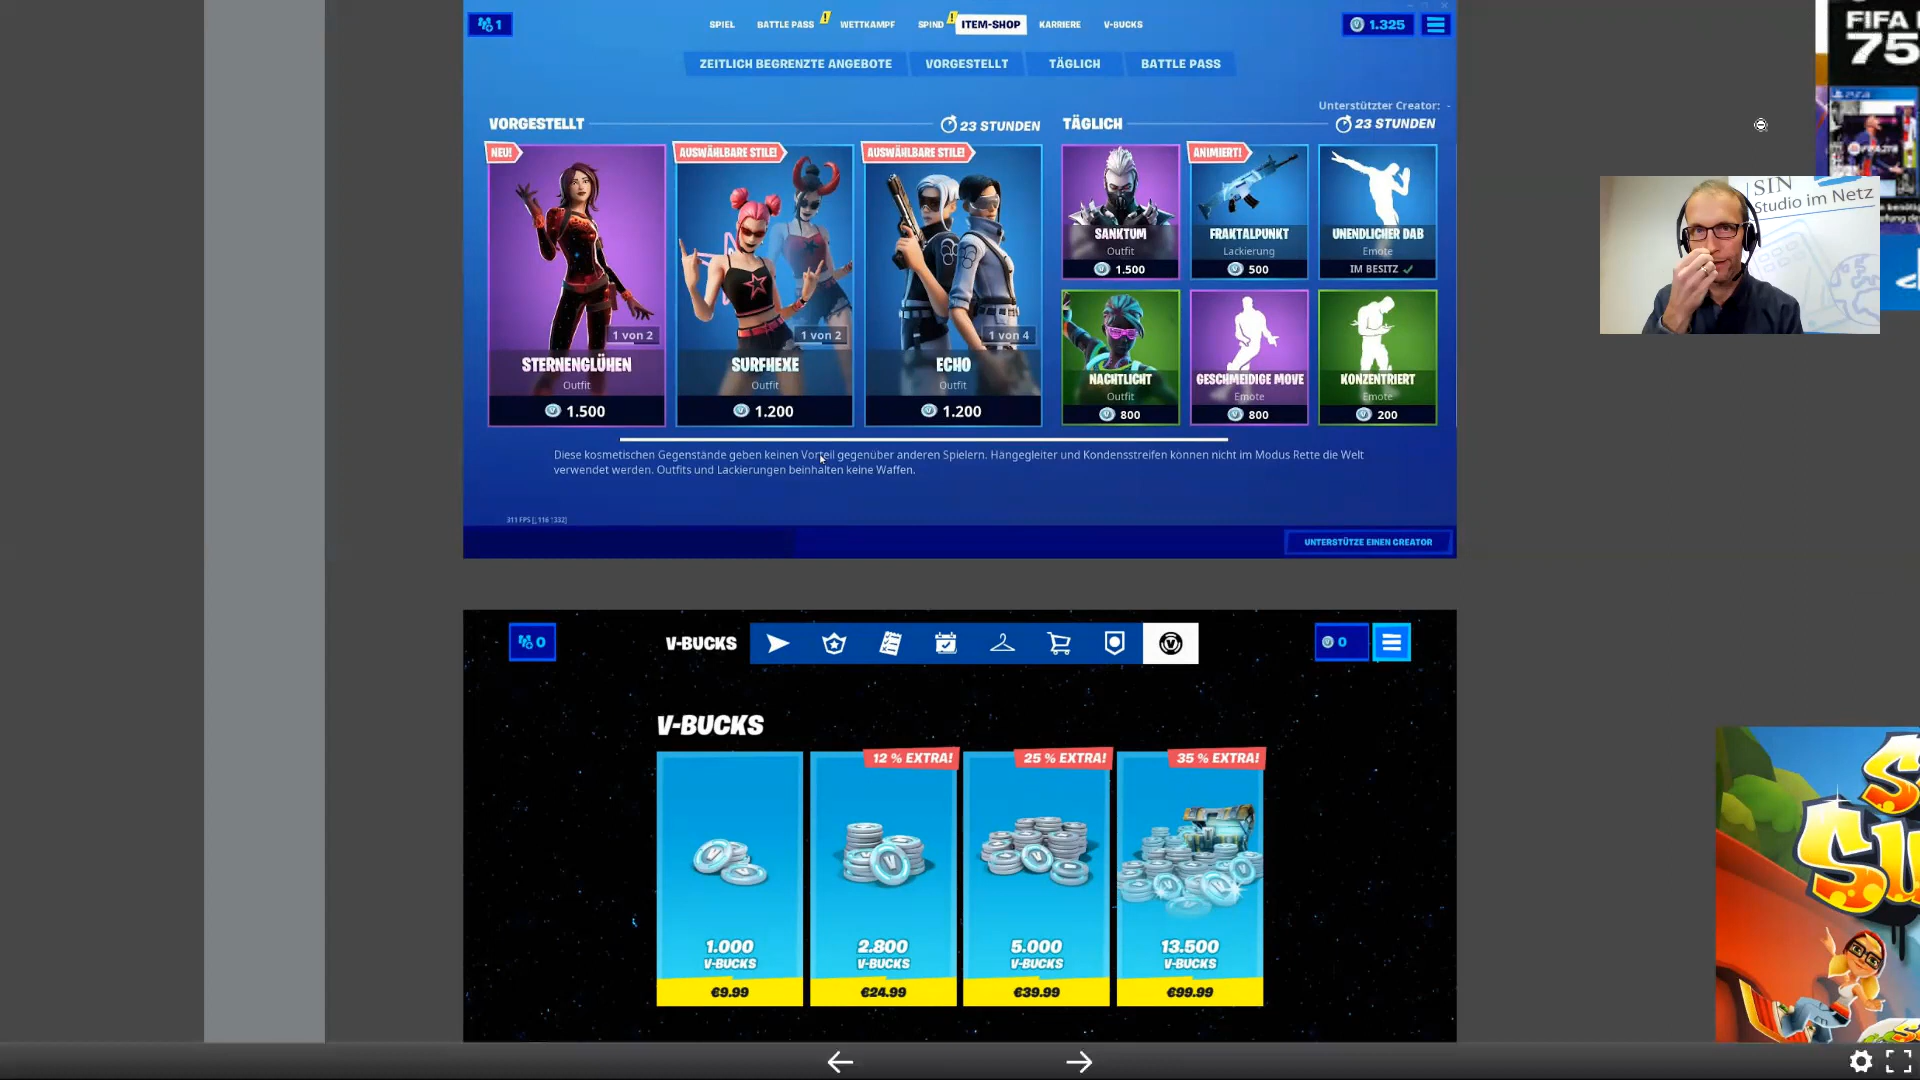 1
SPIEL
BATTLE PASS
WETTKAMPF
SPIND
ITEM-SHOP
KARRIERE
V-BUCKS
1.325
ZEITLICH BEGRENZTE ANGEBOTE
VORGESTELLT
TÄGLICH
BATTLE PASS
Unterstützter Creator: -
VORGESTELLT
23 STUNDEN
TÄGLICH
23 STUNDEN
NEU!
1 von 2
STERNENGLÜHEN
Outfit
1.500
AUSWÄHLBARE STILE!
1 von 2
SURFHEXE
Outfit
1.200
AUSWÄHLBARE STILE!
1 von 4
ECHO
Outfit
1.200
SANKTUM
Outfit
1.500
ANIMIERT!
FRAKTALPUNKT
Lackierung
500
UNENDLICHER DAB
Emote
IM BESITZ
NACHTLICHT
Outfit
800
GESCHMEIDIGE MOVE
Emote
800
KONZENTRIERT
Emote
200
Diese kosmetischen Gegenstände geben keinen Vorteil gegenüber anderen Spielern. Hängegleiter und Kondensstreifen können nicht im Modus Rette die Welt
verwendet werden. Outfits und Lackierungen beinhalten keine Waffen.
UNTERSTÜTZE EINEN CREATOR
FIFA
75
PS4
SIN
Studio im Netz
0
V-BUCKS
0
V-BUCKS
1.000
V-BUCKS
€9.99
12 % EXTRA!
2.800
V-BUCKS
€24.99
25 % EXTRA!
5.000
V-BUCKS
€39.99
35 % EXTRA!
13.500
V-BUCKS
€99.99